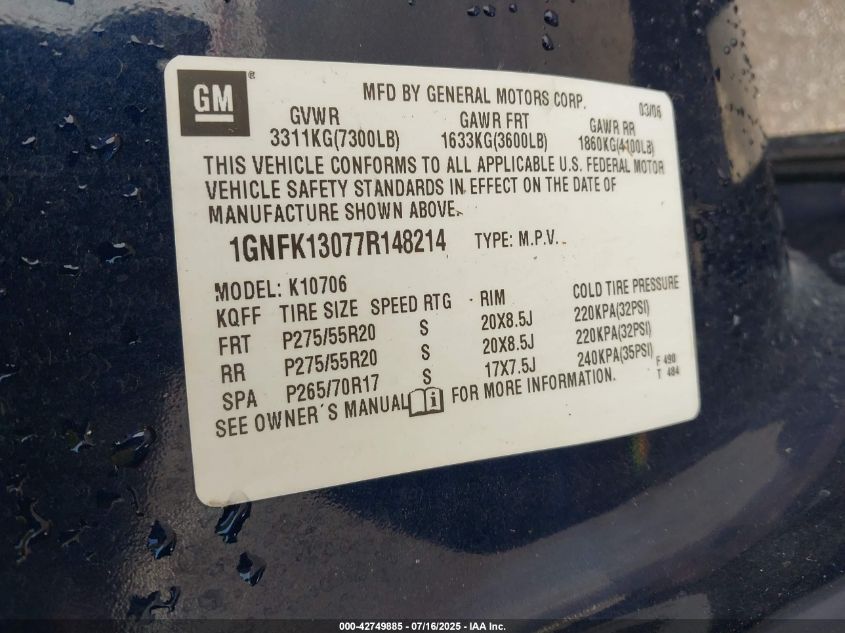 GM ®
MFD BY GENERAL MOTORS CORP. 03/06
GVWR GAWR FRT GAWR RR
3311KG(7300LB) 1633KG(3600LB) 1860KG(4100LB)
THIS VEHICLE CONFORMS TO ALL APPLICABLE U.S. FEDERAL MOTOR
VEHICLE SAFETY STANDARDS IN EFFECT ON THE DATE OF
MANUFACTURE SHOWN ABOVE.
1GNFK13077R148214 TYPE: M.P.V.
MODEL: K10706
KQFF TIRE SIZE SPEED RTG RIM COLD TIRE PRESSURE
FRT P275/55R20 S 20X8.5J 220KPA(32PSI)
RR P275/55R20 S 20X8.5J 220KPA(32PSI)
SPA P265/70R17 S 17X7.5J 240KPA(35PSI)
SEE OWNER´S MANUAL FOR MORE INFORMATION.
F 490
T 484
000-42749885 - 07/16/2025 - IAA Inc.